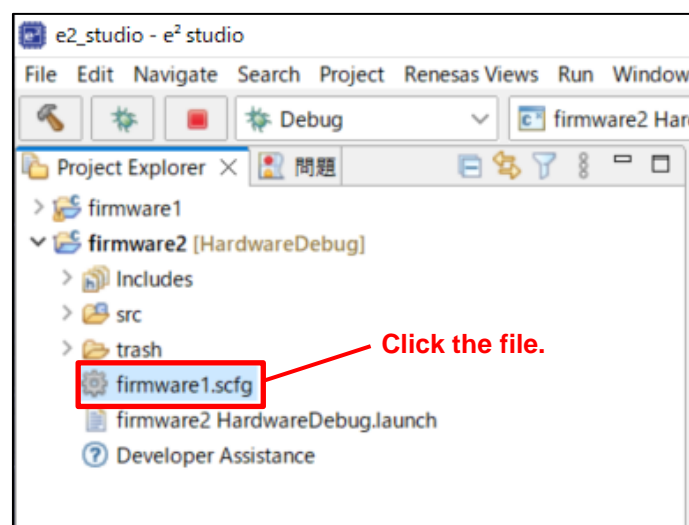 e2_studio - e² studio
File Edit Navigate Search Project Renesas Views Run Window
Debug
firmware2 Har
Project Explorer
問題
firmware1
firmware2 [HardwareDebug]
Includes
src
trash
Click the file.
firmware1.scfg
firmware2 HardwareDebug.launch
Developer Assistance